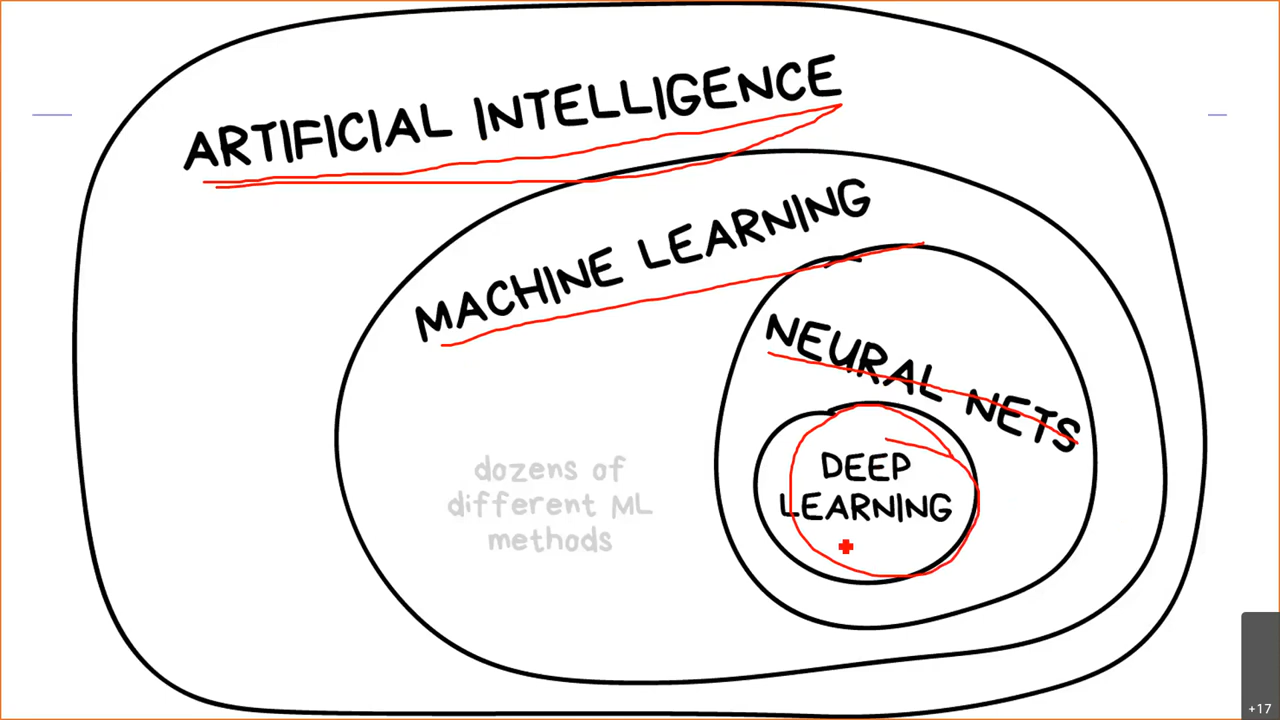 ARTIFICIAL INTELLIGENCE
MACHINE LEARNING
NEURAL NETS
DEEP
LEARNING
dozens of
different ML
methods
+17